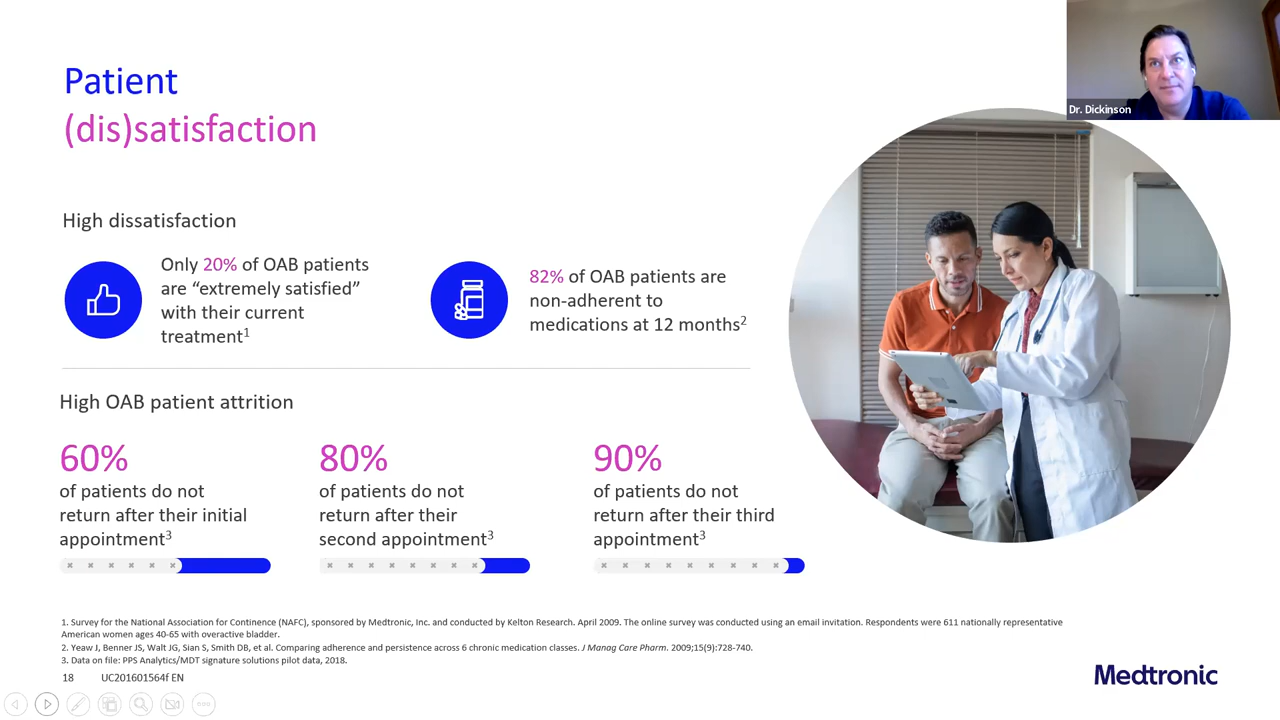 Dr. Dickinson
Patient
(dis)satisfaction
High dissatisfaction
Only 20% of OAB patients
are “extremely satisfied”
with their current
treatment1
82% of OAB patients are
non-adherent to
medications at 12 months2
High OAB patient attrition
60%
of patients do not
return after their initial
appointment3
80%
of patients do not
return after their
second appointment3
90%
of patients do not
return after their third
appointment3
1. Survey for the National Association for Continence (NAFC), sponsored by Medtronic, Inc. and conducted by Kelton Research. April 2009. The online survey was conducted using an email invitation. Respondents were 611 nationally representative
American women ages 40-65 with overactive bladder.
2. Yeaw J, Benner JS, Walt JG, Sian S, Smith DB, et al. Comparing adherence and persistence across 6 chronic medication classes. J Manag Care Pharm. 2009;15(9):728-740.
3. Data on file: PPS Analytics/MDT signature solutions pilot data, 2018.
18 UC201601564f EN
Medtronic